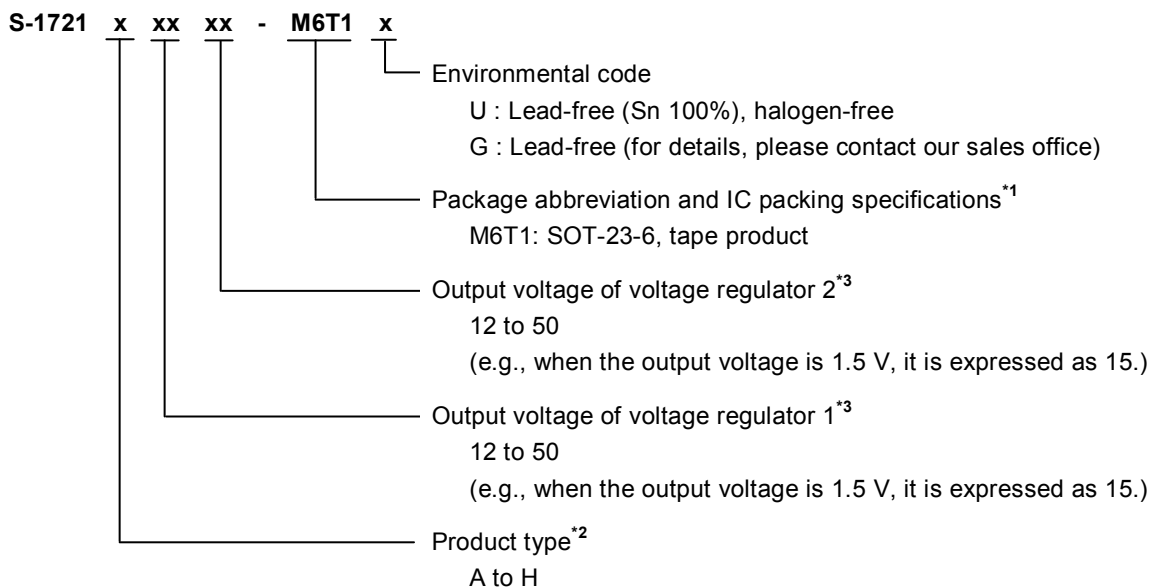 S-1721 x xx xx - M6T1 x
Environmental code
U : Lead-free (Sn 100%), halogen-free
G : Lead-free (for details, please contact our sales office)
Package abbreviation and IC packing specifications*1
M6T1: SOT-23-6, tape product
Output voltage of voltage regulator 2*3
12 to 50
(e.g., when the output voltage is 1.5 V, it is expressed as 15.)
Output voltage of voltage regulator 1*3
12 to 50
(e.g., when the output voltage is 1.5 V, it is expressed as 15.)
Product type*2
A to H